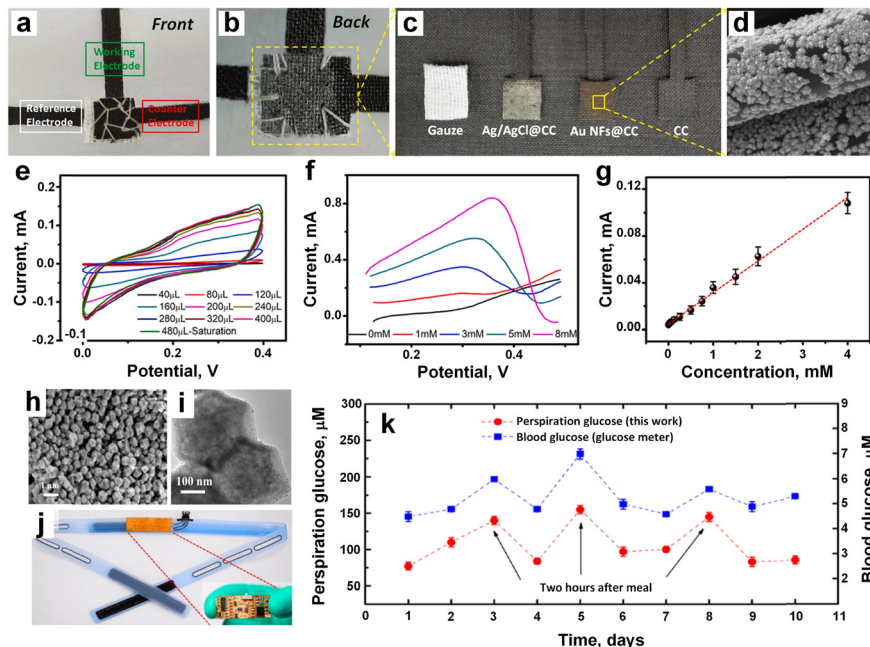 a
Front
Working
Electrode
Reference
Electrode
Counter
Electrode
b
Back
c
Gauze
Ag/AgCl@CC
Au NFs@CC
CC
d
e
Current, mA
0.2
0.1
0.0
-0.1
-0.2
-0.1
40μL 80μL 120μL
160μL 200μL 240μL
280μL 320μL 400μL
480μL-Saturation
0.0 0.2 0.4
Potential, V
f
Current, mA
0.8
0.4
0.0
0mM 1mM 3mM 5mM 8mM
0.2 0.4
Potential, V
g
Current, mA
0.12
0.08
0.04
0.00
0 1 2 3 4
Concentration, mM
h
1 μm
i
100 nm
j
k
Perspiration glucose, μM
300
250
200
150
100
50
Perspiration glucose (this work)
Blood glucose (glucose meter)
Two hours after meal
1 2 3 4 5 6 7 8 9 10 11
Time, days
9
8
7
6
5
4
3
2
Blood glucose, μM